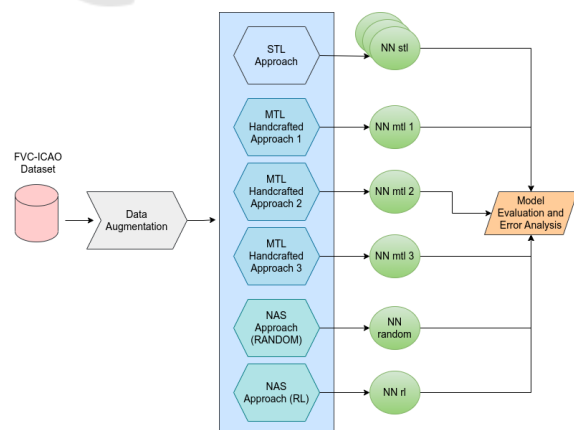 STL
Approach
NN stl
MTL
Handcrafted
Approach 1
NN mtl 1
FVC-ICAO
Dataset
Data
Augmentation
MTL
Handcrafted
Approach 2
NN mtl 2
Model
Evaluation and
Error Analysis
MTL
Handcrafted
Approach 3
NN mtl 3
NAS
Approach
(RANDOM)
NN
random
NAS
Approach (RL)
NN rl